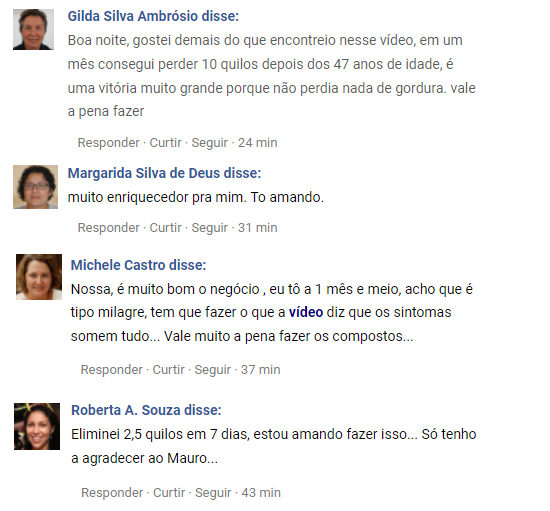 Gilda Silva Ambrósio disse:
Boa noite, gostei demais do que encontreio nesse vídeo, em um
mês consegui perder 10 quilos depois dos 47 anos de idade, é
uma vitória muito grande porque não perdia nada de gordura. vale
a pena fazer
Responder · Curtir · Seguir · 24 min
Margarida Silva de Deus disse:
muito enriquecedor pra mim. To amando.
Responder · Curtir · Seguir · 31 min
Michele Castro disse:
Nossa, é muito bom o negócio , eu tô a 1 mês e meio, acho que é
tipo milagre, tem que fazer o que a vídeo diz que os sintomas
somem tudo... Vale muito a pena fazer os compostos...
Responder · Curtir · Seguir · 37 min
Roberta A. Souza disse:
Eliminei 2,5 quilos em 7 dias, estou amando fazer isso... Só tenho
a agradecer ao Mauro...
Responder · Curtir · Seguir · 43 min